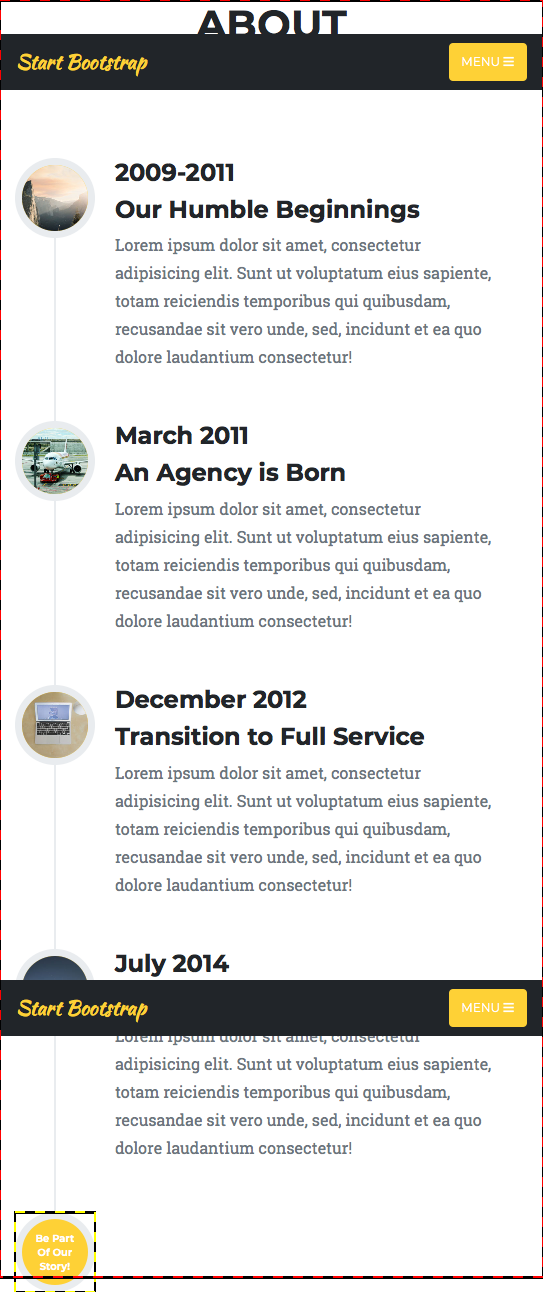 ABOUT
Start Bootstrap
MENU
2009-2011
Our Humble Beginnings
Lorem ipsum dolor sit amet, consectetur
adipisicing elit. Sunt ut voluptatum eius sapiente,
totam reiciendis temporibus qui quibusdam,
recusandae sit vero unde, sed, incidunt et ea quo
dolore laudantium consectetur!
March 2011
An Agency is Born
Lorem ipsum dolor sit amet, consectetur
adipisicing elit. Sunt ut voluptatum eius sapiente,
totam reiciendis temporibus qui quibusdam,
recusandae sit vero unde, sed, incidunt et ea quo
dolore laudantium consectetur!
December 2012
Transition to Full Service
Lorem ipsum dolor sit amet, consectetur
adipisicing elit. Sunt ut voluptatum eius sapiente,
totam reiciendis temporibus qui quibusdam,
recusandae sit vero unde, sed, incidunt et ea quo
dolore laudantium consectetur!
July 2014
Start Bootstrap
MENU
Lorem ipsum dolor sit amet, consectetur
adipisicing elit. Sunt ut voluptatum eius sapiente,
totam reiciendis temporibus qui quibusdam,
recusandae sit vero unde, sed, incidunt et ea quo
dolore laudantium consectetur!
Be Part
Of Our
Story!